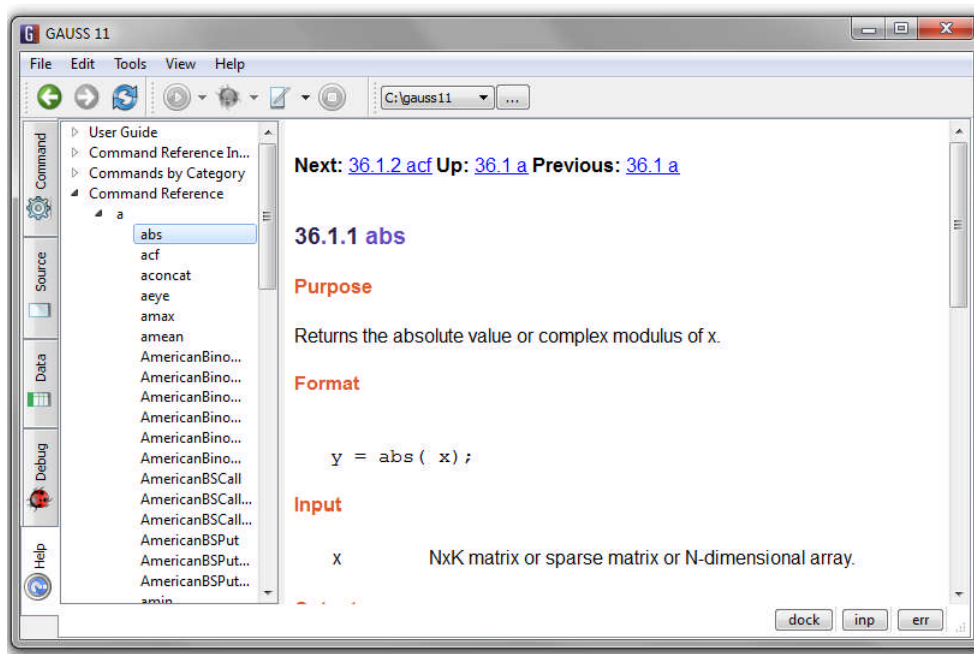 GAUSS 11
File Edit Tools View Help
C:\gauss11 ...
Command
Source
Data
Debug
Help
User Guide
Command Reference In...
Commands by Category
Command Reference
a
abs
acf
aconcat
aeye
amax
amean
AmericanBino...
AmericanBino...
AmericanBino...
AmericanBino...
AmericanBino...
AmericanBino...
AmericanBSCall
AmericanBSCall...
AmericanBSCall...
AmericanBSPut
AmericanBSPut...
AmericanBSPut...
amin
Next: 36.1.2 acf Up: 36.1 a Previous: 36.1 a
36.1.1 abs
Purpose
Returns the absolute value or complex modulus of x.
Format
y = abs( x);
Input
x NxK matrix or sparse matrix or N-dimensional array.
dock inp err